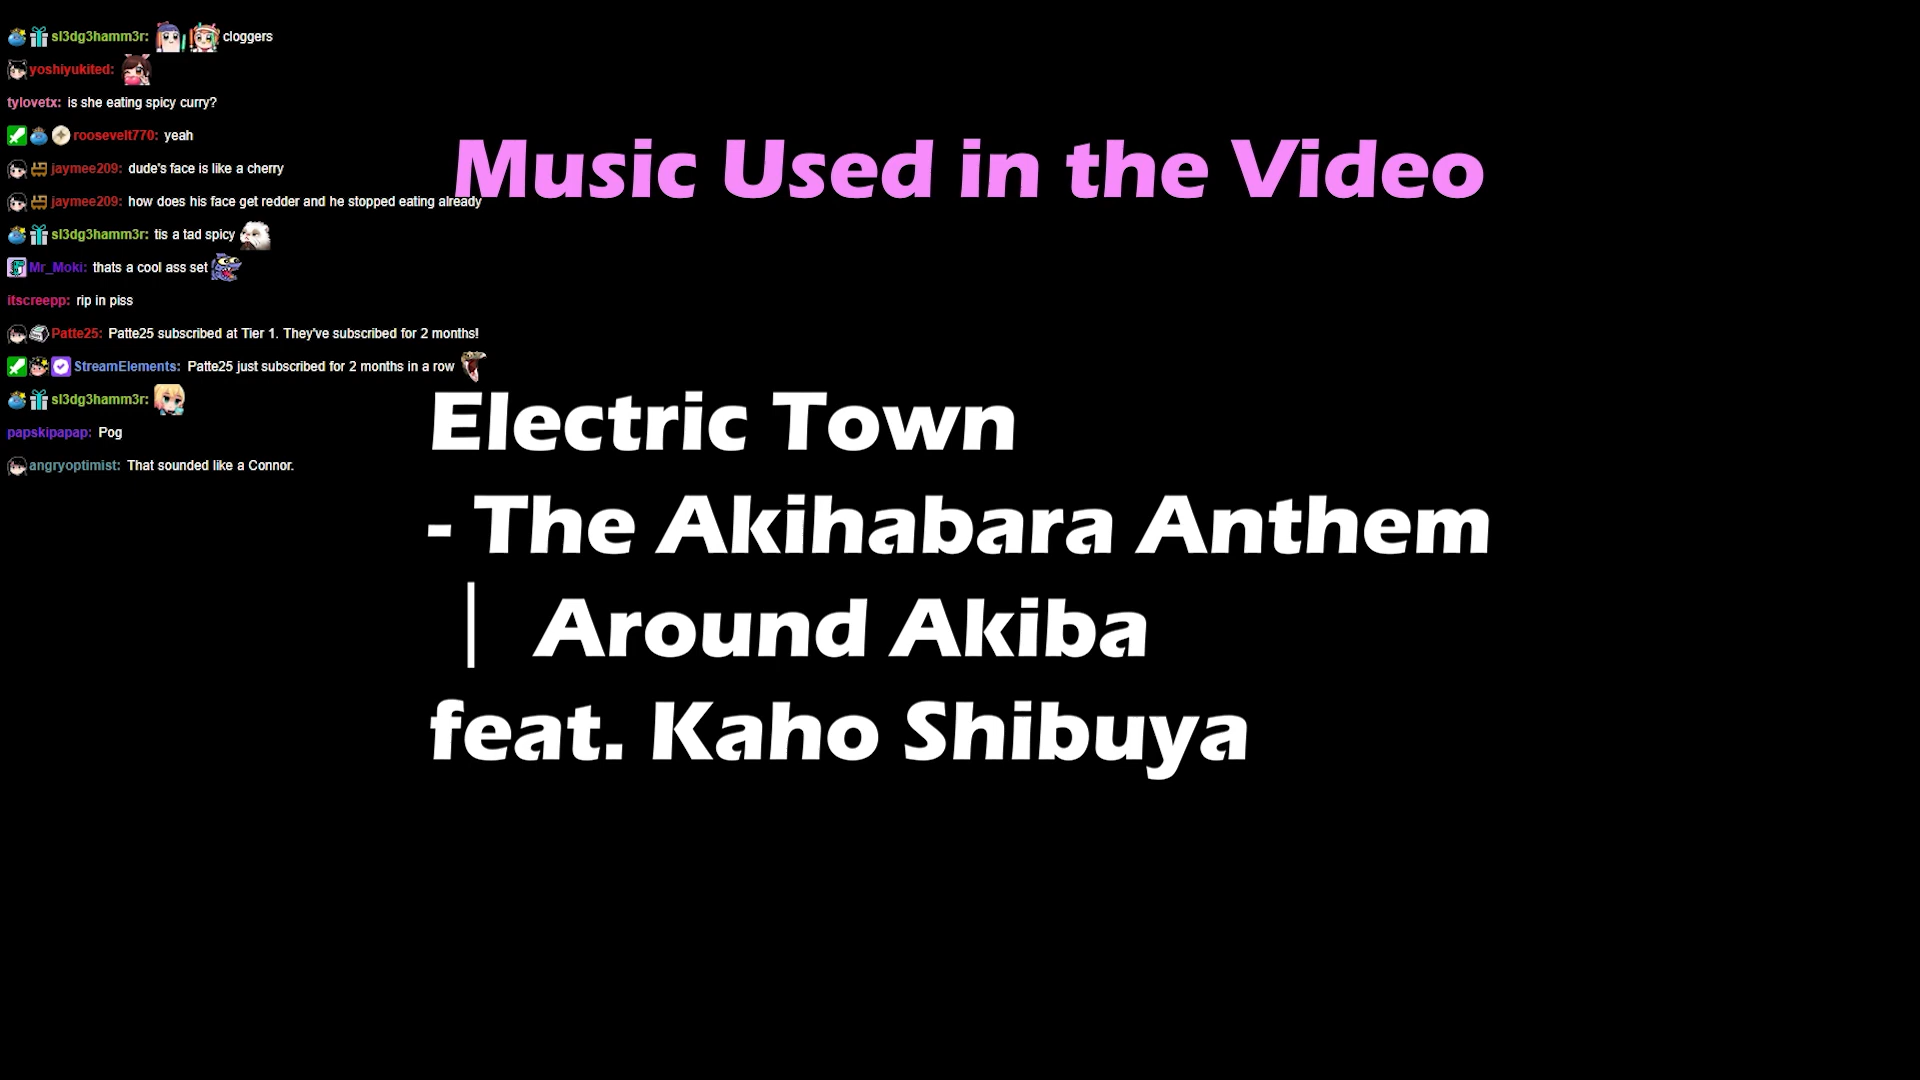 sl3dg3hamm3r: cloggers
yoshiyukited:
tylovetx: is she eating spicy curry?
roosevelt770: yeah
jaymee209: dude's face is like a cherry
jaymee209: how does his face get redder and he stopped eating already
sl3dg3hamm3r: tis a tad spicy
Mr_Moki: thats a cool ass set
itscreepp: rip in piss
Patte25: Patte25 subscribed at Tier 1. They've subscribed for 2 months!
StreamElements: Patte25 just subscribed for 2 months in a row
sl3dg3hamm3r:
papskipapap: Pog
angryoptimist: That sounded like a Connor.
Music Used in the Video
Electric Town
- The Akihabara Anthem
｜ Around Akiba
feat. Kaho Shibuya